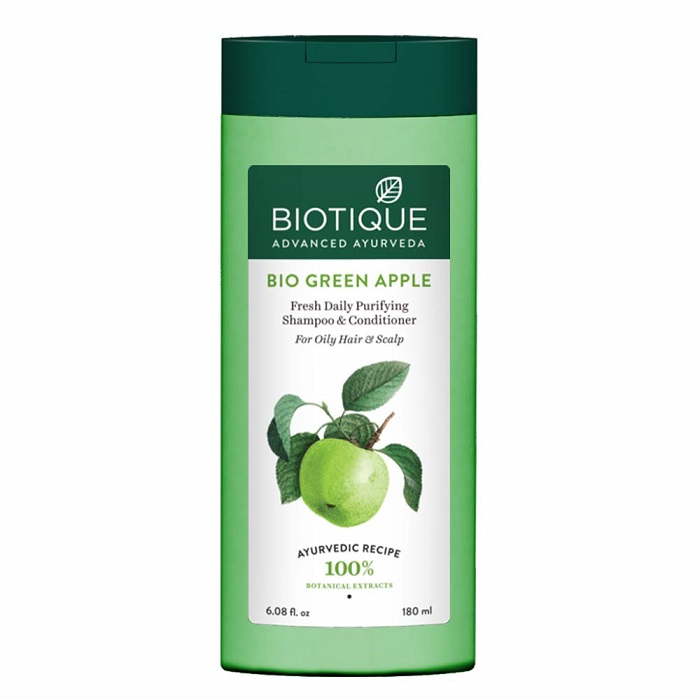 BIOTIQUE
ADVANCED AYURVEDA
BIO GREEN APPLE
Fresh Daily Purifying
Shampoo & Conditioner
For Oily Hair & Scalp
AYURVEDIC RECIPE
100%
BOTANICAL EXTRACTS
6.08 fl. oz 180 ml